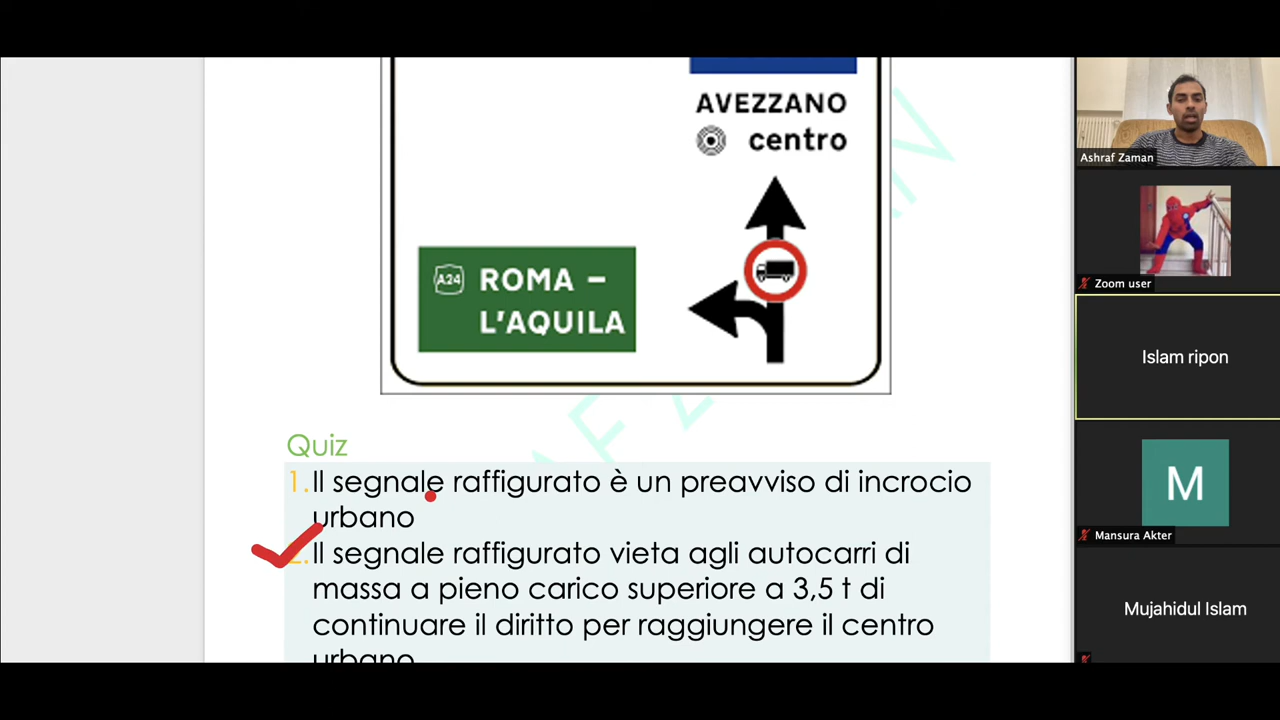 AVEZZANO
centro
A24 ROMA –
L'AQUILA
Quiz
1. Il segnale raffigurato è un preavviso di incrocio
urbano
2. Il segnale raffigurato vieta agli autocarri di
massa a pieno carico superiore a 3,5 t di
continuare il diritto per raggiungere il centro
urbano
Ashraf Zaman
Zoom user
Islam ripon
M
Mansura Akter
Mujahidul Islam